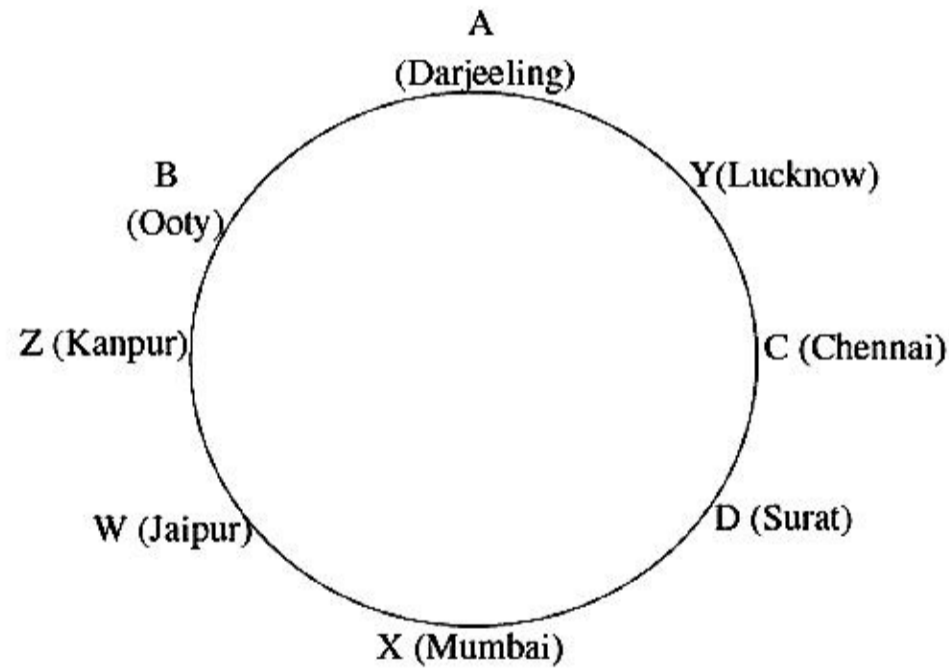 A
(Darjeeling)
B
(Ooty)
Y(Lucknow)
Z (Kanpur)
C (Chennai)
W (Jaipur)
D (Surat)
X (Mumbai)